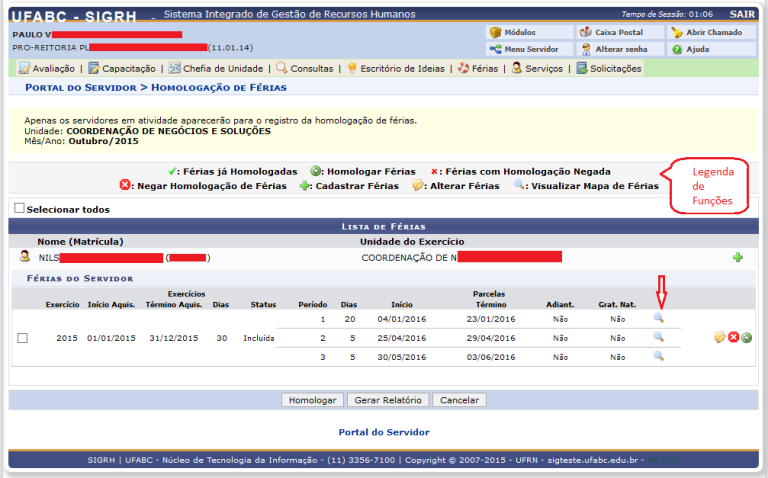 UFABC - SIGRH - Sistema Integrado de Gestão de Recursos Humanos Tempo de Sessão: 01:06 SAIR
PAULO V Módulos Caixa Postal Abrir Chamado
PRO-REITORIA PL (11.01.14) Menu Servidor Alterar senha Ajuda
Avaliação | Capacitação | Chefia de Unidade | Consultas | Escritório de Ideias | Férias | Serviços | Solicitações
PORTAL DO SERVIDOR > HOMOLOGAÇÃO DE FÉRIAS
Apenas os servidores em atividade aparecerão para o registro da homologação de férias.
Unidade: COORDENAÇÃO DE NEGÓCIOS E SOLUÇÕES
Mês/Ano: Outubro/2015
: Férias já Homologadas : Homologar Férias : Férias com Homologação Negada
: Negar Homologação de Férias : Cadastrar Férias : Alterar Férias : Visualizar Mapa de Férias
Legenda
de
Funções
Selecionar todos
LISTA DE FÉRIAS
Nome (Matrícula) Unidade do Exercício
NILS ( ) COORDENAÇÃO DE N
FÉRIAS DO SERVIDOR
Exercícios Parcelas
Exercício Início Aquis. Término Aquis. Dias Status Período Dias Início Término Adiant. Grat. Nat.
1 20 04/01/2016 23/01/2016 Não Não
2015 01/01/2015 31/12/2015 30 Incluída 2 5 25/04/2016 29/04/2016 Não Não
3 5 30/05/2016 03/06/2016 Não Não
Homologar Gerar Relatório Cancelar
Portal do Servidor
SIGRH | UFABC - Núcleo de Tecnologia da Informação - (11) 3356-7100 | Copyright © 2007-2015 - UFRN - sigteste.ufabc.edu.br -